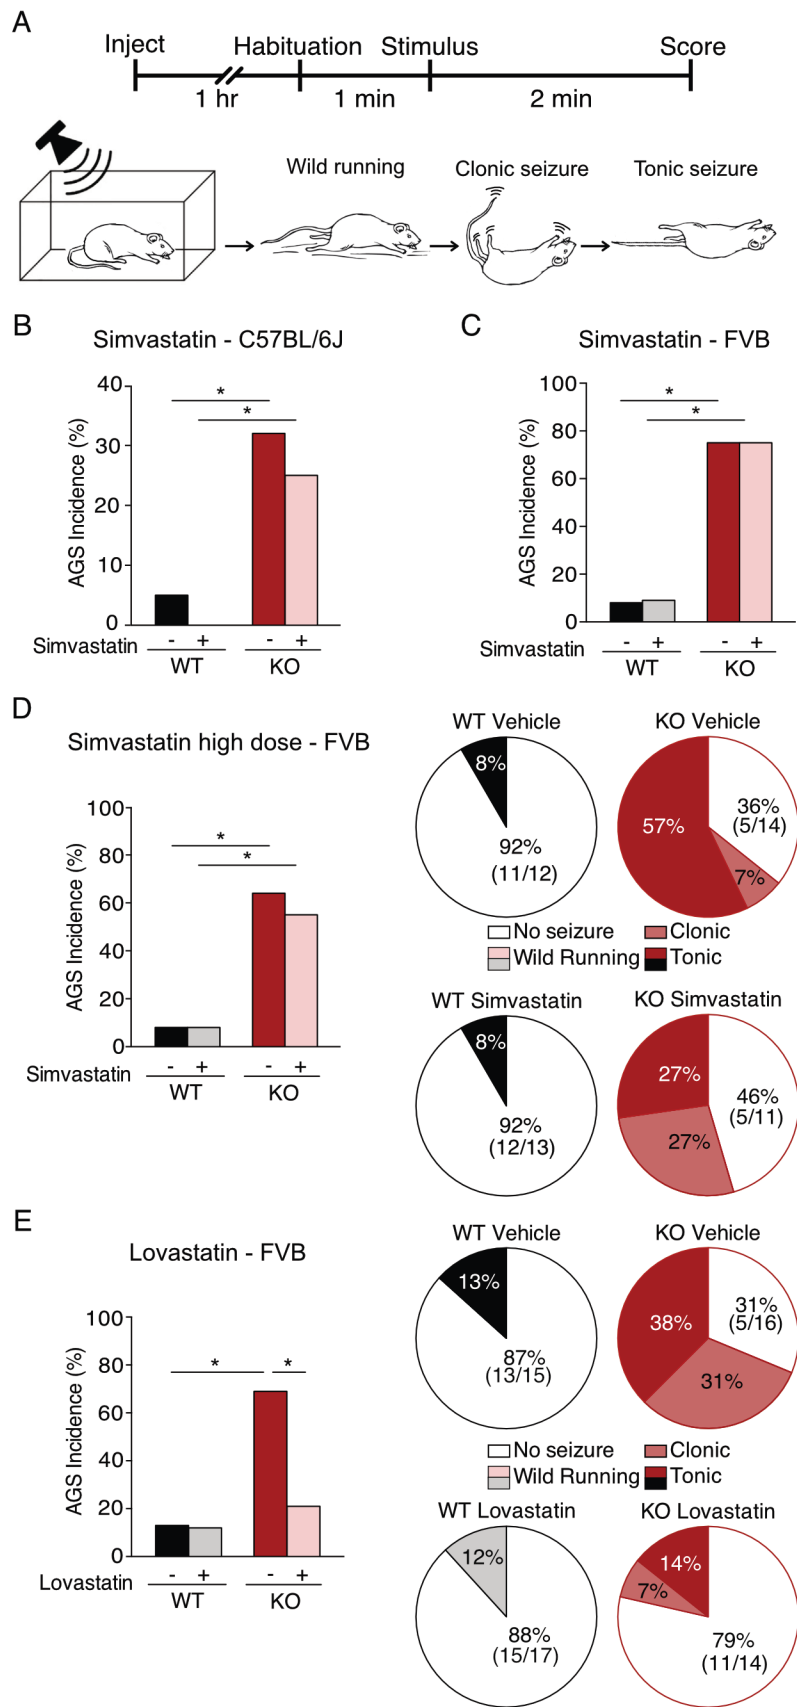 A
Inject Habituation Stimulus Score
1 hr 1 min 2 min
Wild running Clonic seizure Tonic seizure
B
Simvastatin - C57BL/6J
AGS Incidence (%)
40
30
20
10
0
*
*
Simvastatin - + - +
WT KO
C
Simvastatin - FVB
AGS Incidence (%)
100
80
60
40
20
0
*
*
Simvastatin - + - +
WT KO
D
Simvastatin high dose - FVB
AGS Incidence (%)
100
80
60
40
20
0
*
*
Simvastatin - + - +
WT KO
WT Vehicle
8%
92%
(11/12)
KO Vehicle
36%
(5/14)
57%
7%
No seizure Clonic
Wild Running Tonic
WT Simvastatin
8%
92%
(12/13)
KO Simvastatin
27%
46%
(5/11)
27%
E
Lovastatin - FVB
AGS Incidence (%)
100
80
60
40
20
0
* *
Lovastatin - + - +
WT KO
WT Vehicle
13%
87%
(13/15)
KO Vehicle
31%
(5/16)
38%
31%
No seizure Clonic
Wild Running Tonic
WT Lovastatin
12%
88%
(15/17)
KO Lovastatin
14%
7%
79%
(11/14)